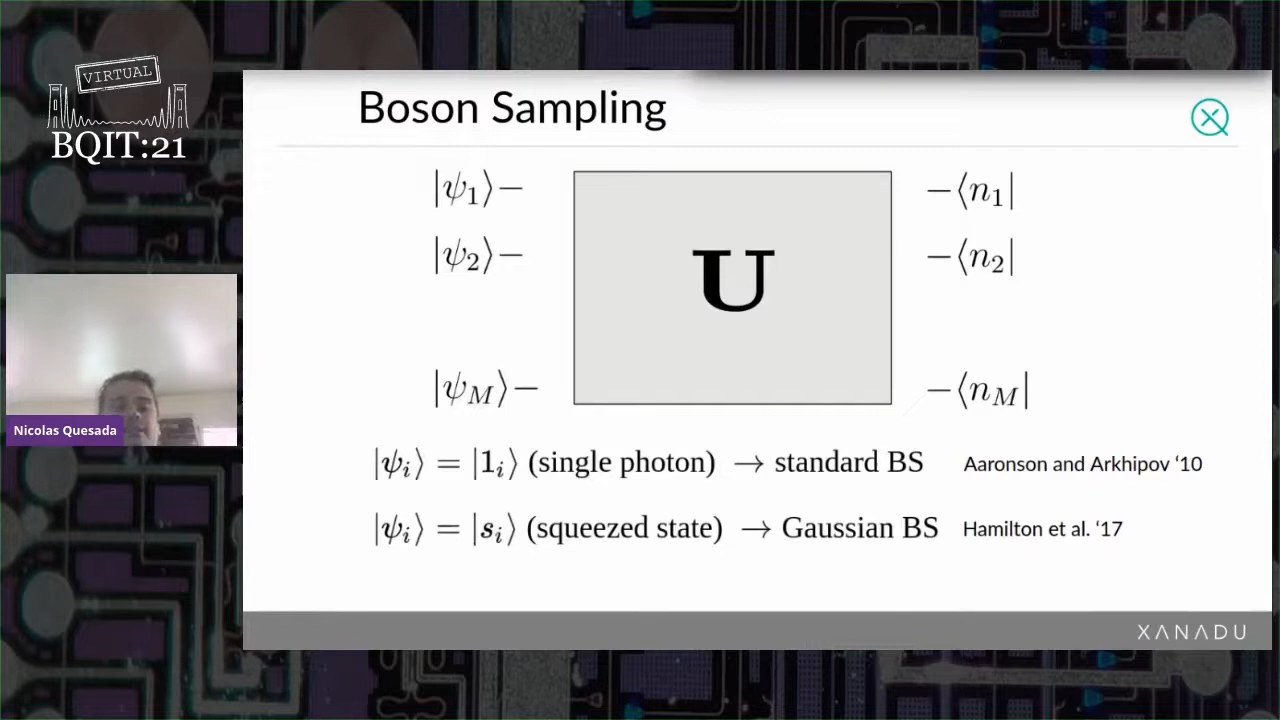 VIRTUAL
BQIT:21
Boson Sampling
|ψ₁⟩−
−⟨n₁|
|ψ₂⟩−
U
−⟨n₂|
|ψ_M⟩−
−⟨n_M|
Nicolas Quesada
|ψᵢ⟩ = |1ᵢ⟩ (single photon) → standard BS Aaronson and Arkhipov ‘10
|ψᵢ⟩ = |sᵢ⟩ (squeezed state) → Gaussian BS Hamilton et al. ‘17
XANADU